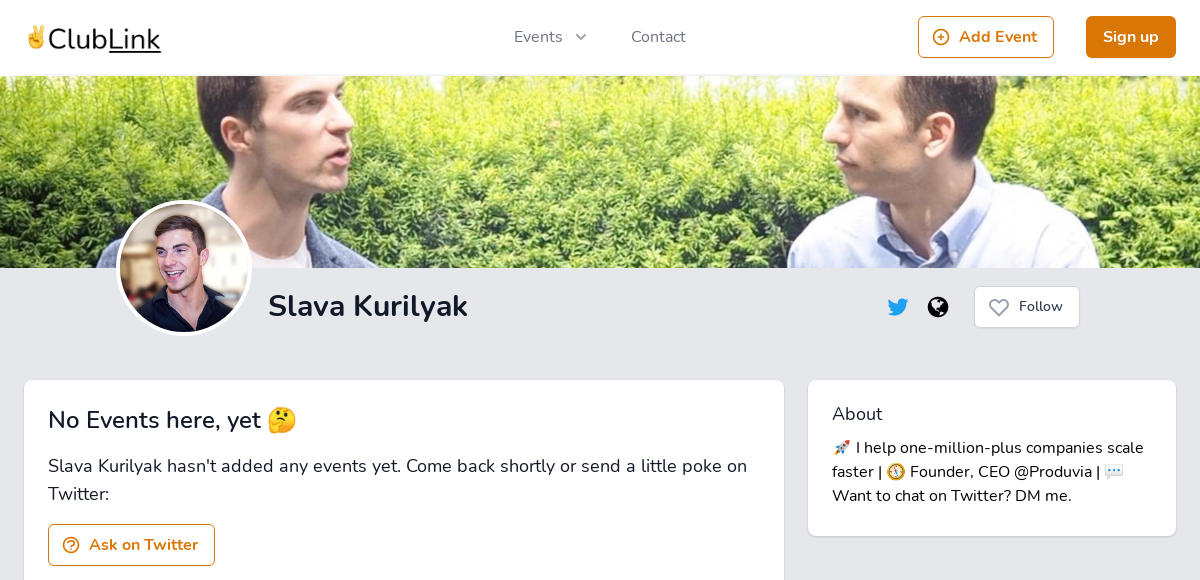 ✌️ClubLink
Events
Contact
Add Event
Sign up
Slava Kurilyak
Follow
No Events here, yet 🤔
Slava Kurilyak hasn't added any events yet. Come back shortly or send a little poke on
Twitter:
Ask on Twitter
About
🚀 I help one-million-plus companies scale
faster | 🧭 Founder, CEO @Produvia | 💬
Want to chat on Twitter? DM me.